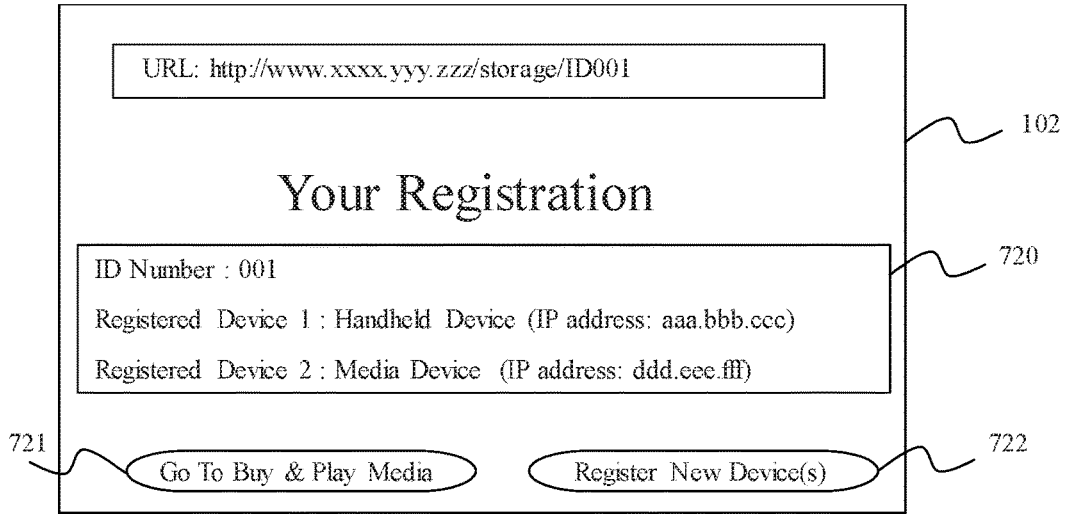 URL: http://www.xxxx.yyy.zzz/storage/ID001
102
Your Registration
720
ID Number : 001
Registered Device 1 : Handheld Device (IP address: aaa.bbb.ccc)
Registered Device 2 : Media Device (IP address: ddd.eee.fff)
721
722
Go To Buy & Play Media
Register New Device(s)